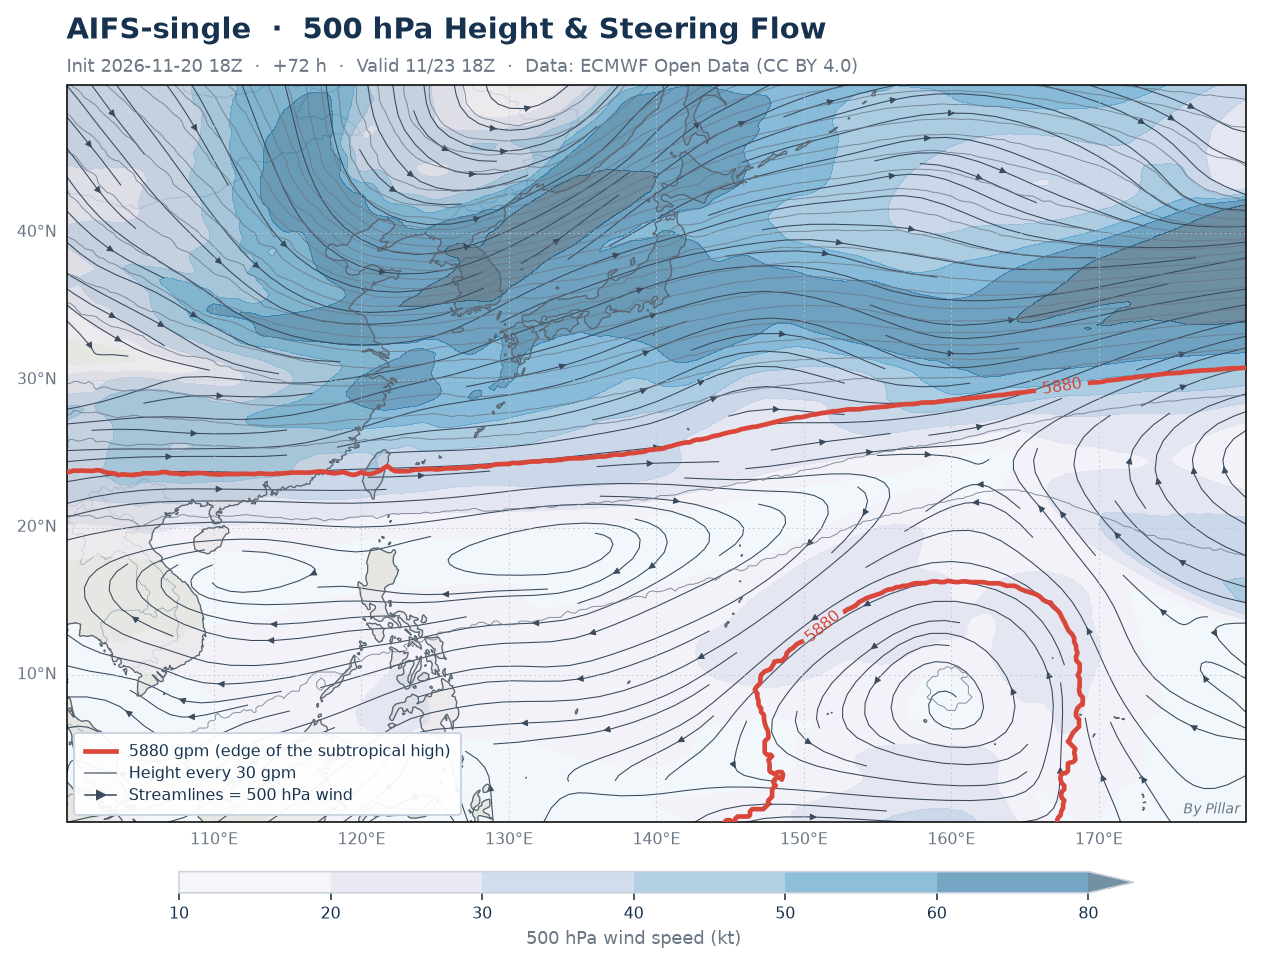 AIFS-single · 500 hPa Height & Steering Flow
Init 2026-11-20 18Z · +72 h · Valid 11/23 18Z · Data: ECMWF Open Data (CC BY 4.0)
40°N
30°N
20°N
10°N
5880
5880
5880 gpm (edge of the subtropical high)
Height every 30 gpm
Streamlines = 500 hPa wind
By Pillar
110°E 120°E 130°E 140°E 150°E 160°E 170°E
10 20 30 40 50 60 80
500 hPa wind speed (kt)